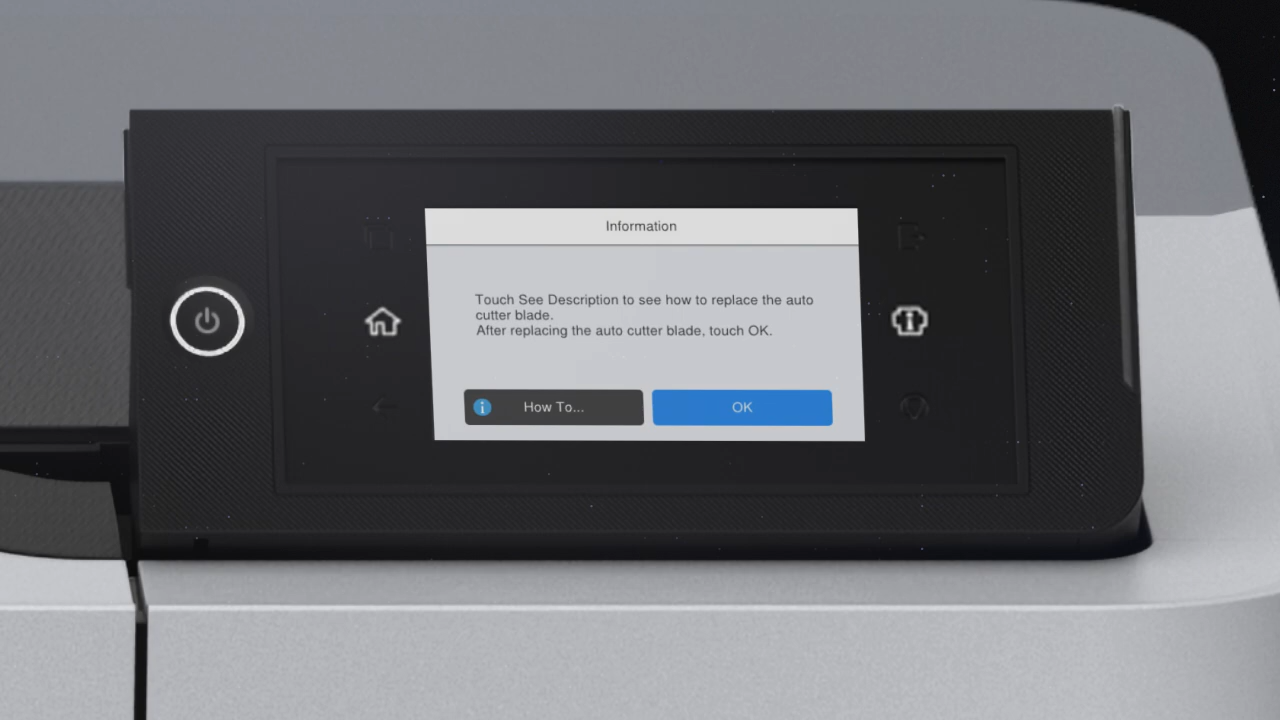 Information
Touch See Description to see how to replace the auto
cutter blade.
After replacing the auto cutter blade, touch OK.
How To...
OK